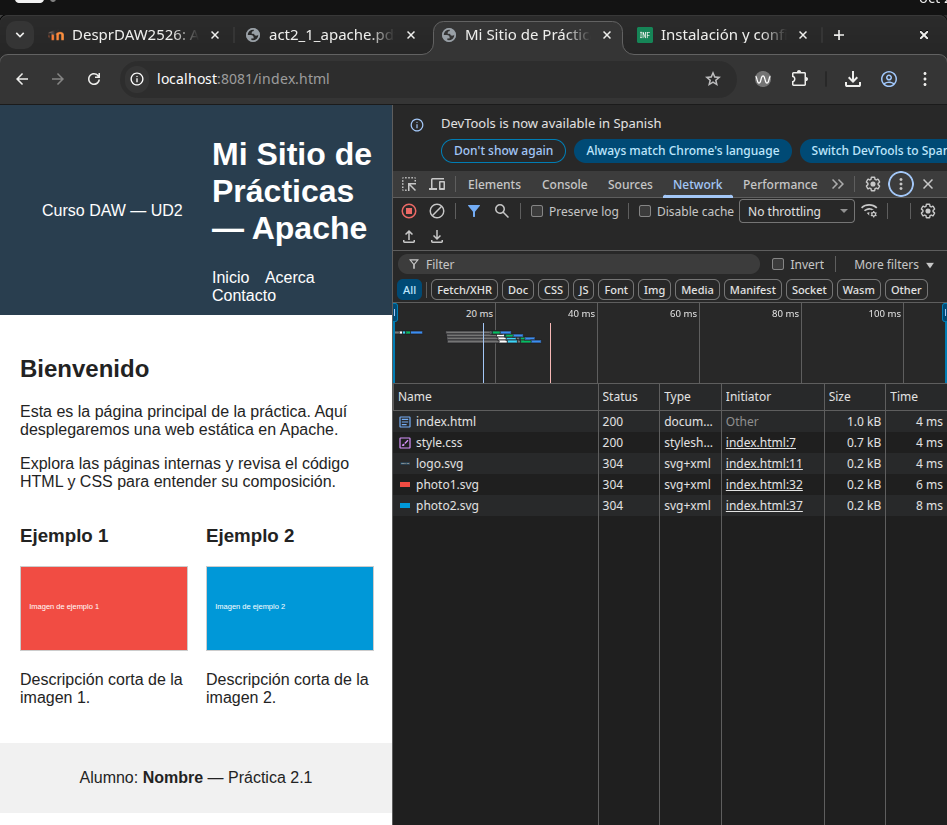 DesprDAW2526: A
act2_1_apache.pd
Mi Sitio de Práctic
Instalación y conf
localhost:8081/index.html
Curso DAW — UD2
Mi Sitio de
Prácticas
— Apache
Inicio Acerca
Contacto
Bienvenido
Esta es la página principal de la práctica. Aquí
desplegaremos una web estática en Apache.
Explora las páginas internas y revisa el código
HTML y CSS para entender su composición.
Ejemplo 1
Imagen de ejemplo 1
Descripción corta de la
imagen 1.
Ejemplo 2
Imagen de ejemplo 2
Descripción corta de la
imagen 2.
Alumno: Nombre — Práctica 2.1
DevTools is now available in Spanish
Don't show again Always match Chrome's language Switch DevTools to Spar
Elements Console Sources Network Performance
Preserve log Disable cache No throttling
Filter Invert More filters
All Fetch/XHR Doc CSS JS Font Img Media Manifest Socket Wasm Other
20 ms 40 ms 60 ms 80 ms 100 ms
Name Status Type Initiator Size Time
index.html 200 docum... Other 1.0 kB 4 ms
style.css 200 stylesh... index.html:7 0.7 kB 4 ms
logo.svg 304 svg+xml index.html:11 0.2 kB 4 ms
photo1.svg 304 svg+xml index.html:32 0.2 kB 6 ms
photo2.svg 304 svg+xml index.html:37 0.2 kB 8 ms